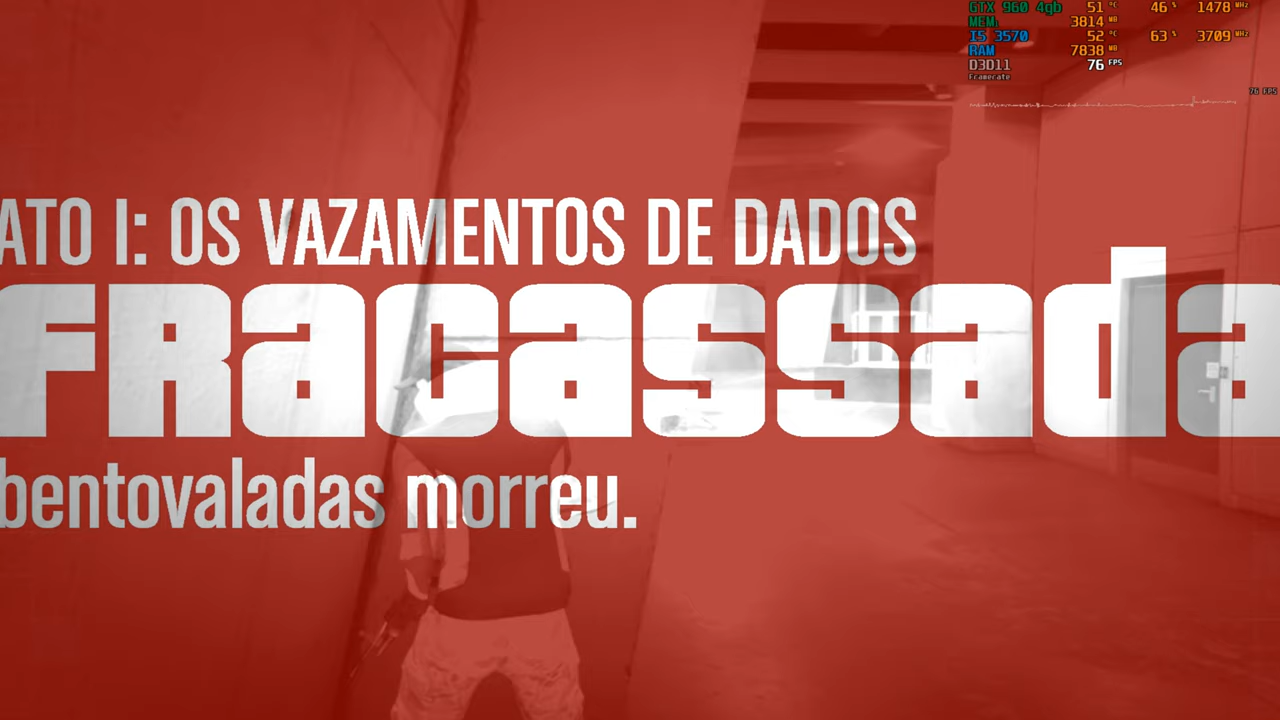 GTX 960 4gb 51 °C 46 % 1478 MHz
MEM 3814 MB
I5 3570 52 °C 63 % 3709 MHz
RAM 7838 MB
D3D11 76 FPS
Framerate
76 FPS
ATO I: OS VAZAMENTOS DE DADOS
FRacassada
bentovaladas morreu.